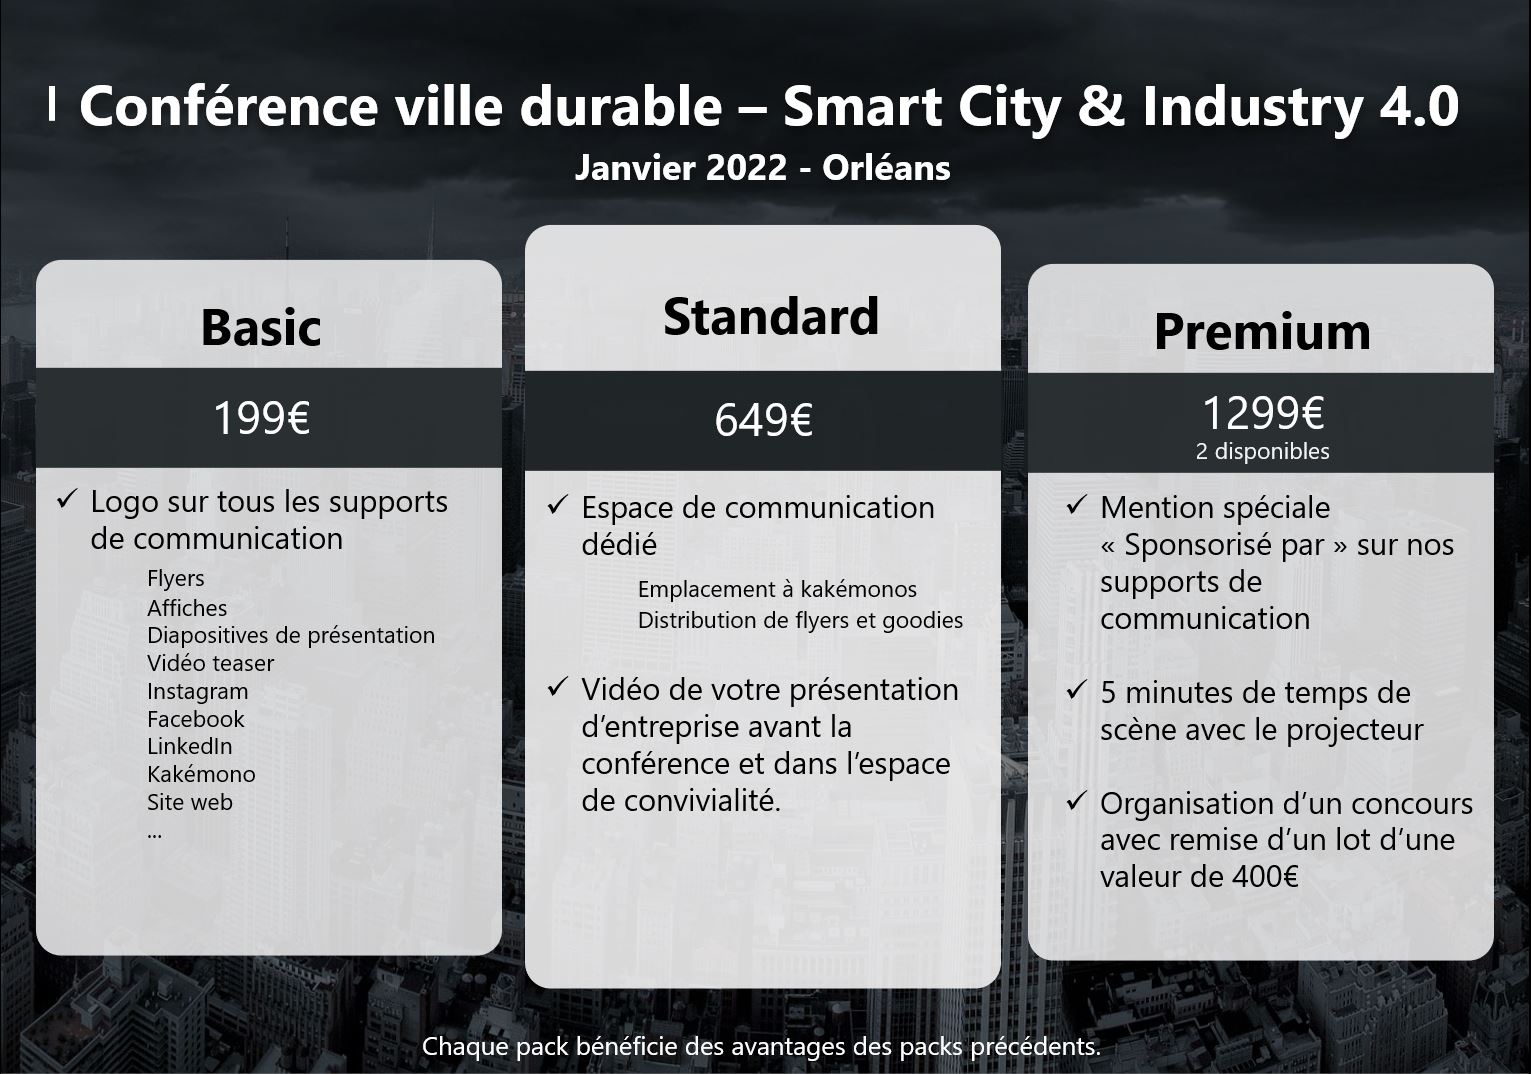 Conférence ville durable – Smart City & Industry 4.0
Janvier 2022 - Orléans
Basic
199€
✓ Logo sur tous les supports
de communication
Flyers
Affiches
Diapositives de présentation
Vidéo teaser
Instagram
Facebook
LinkedIn
Kakémono
Site web
...
Standard
649€
✓ Espace de communication
dédié
Emplacement à kakémonos
Distribution de flyers et goodies
✓ Vidéo de votre présentation
d’entreprise avant la
conférence et dans l’espace
de convivialité.
Premium
1299€
2 disponibles
✓ Mention spéciale
« Sponsorisé par » sur nos
supports de
communication
✓ 5 minutes de temps de
scène avec le projecteur
✓ Organisation d’un concours
avec remise d’un lot d’une
valeur de 400€
Chaque pack bénéficie des avantages des packs précédents.